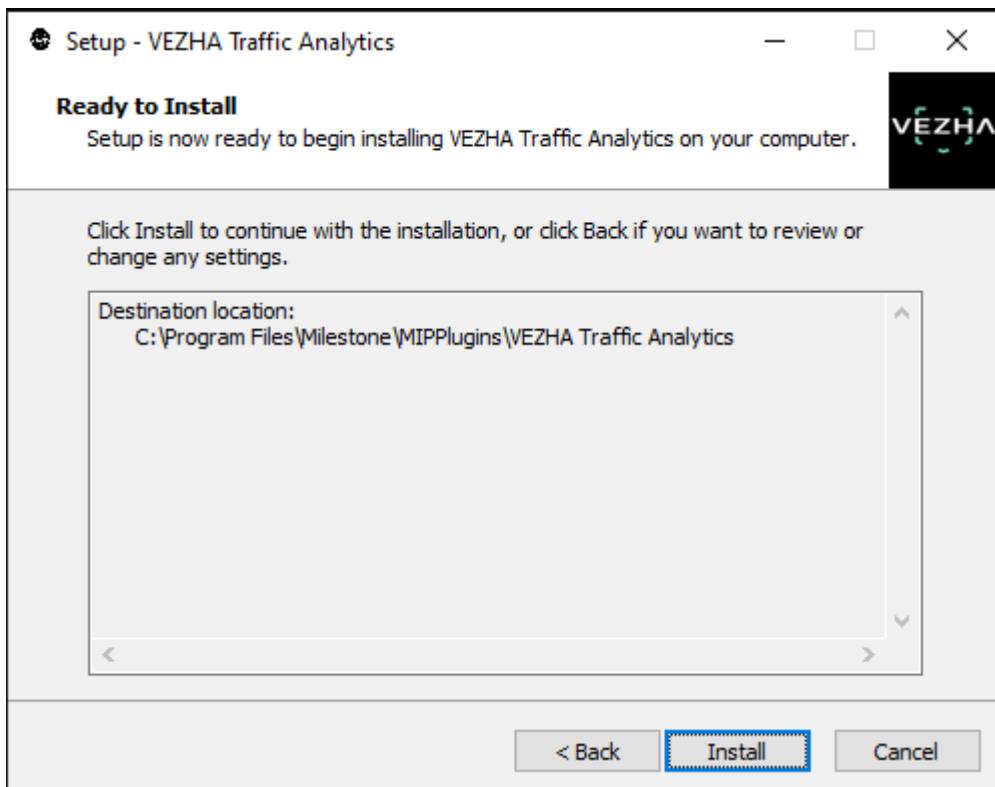 Setup - VEZHA Traffic Analytics
Ready to Install
Setup is now ready to begin installing VEZHA Traffic Analytics on your computer.
VEZHA
Click Install to continue with the installation, or click Back if you want to review or
change any settings.
Destination location:
C:\Program Files\Milestone\MIPPlugins\VEZHA Traffic Analytics
< Back
Install
Cancel